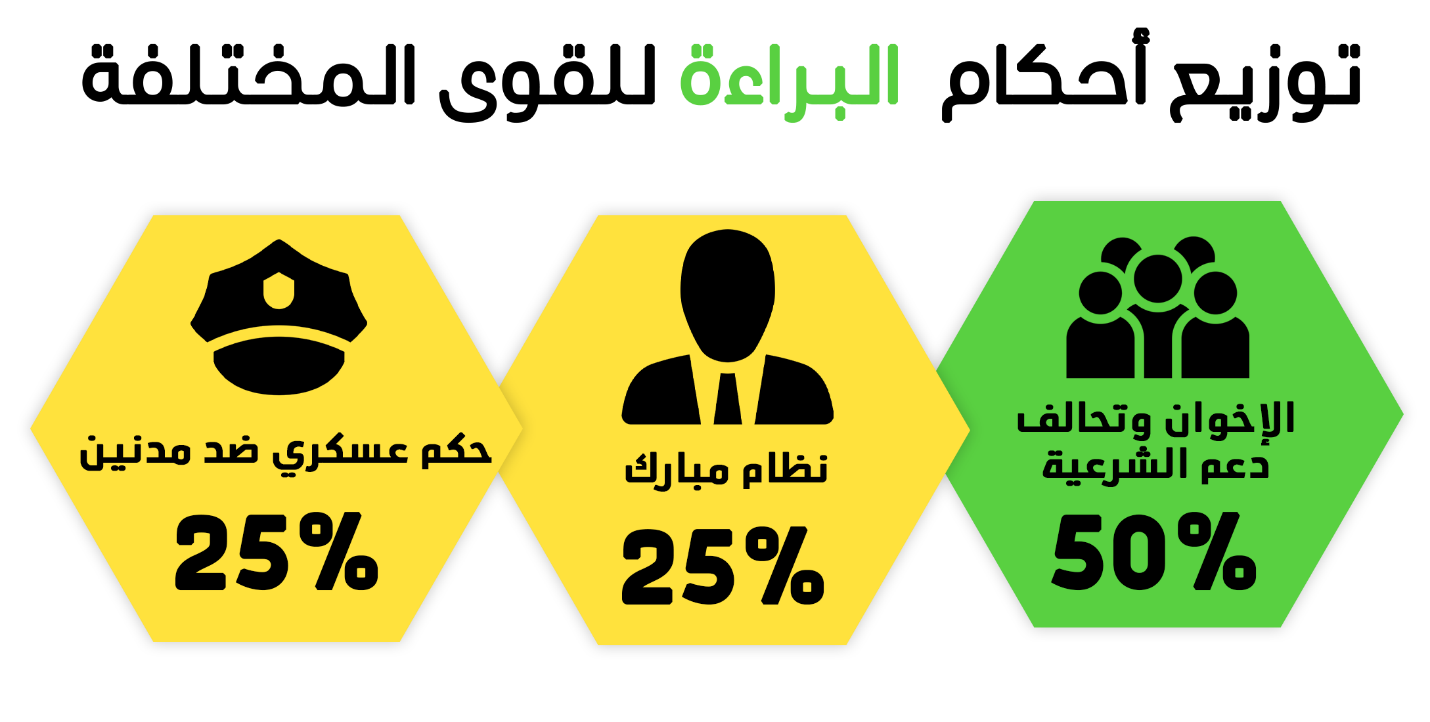 توزيع أحكام البراءة للقوى المختلفة
الإخوان وتحالف
دعم الشرعية
50%
نظام مبارك
25%
حكم عسكري ضد مدنين
25%